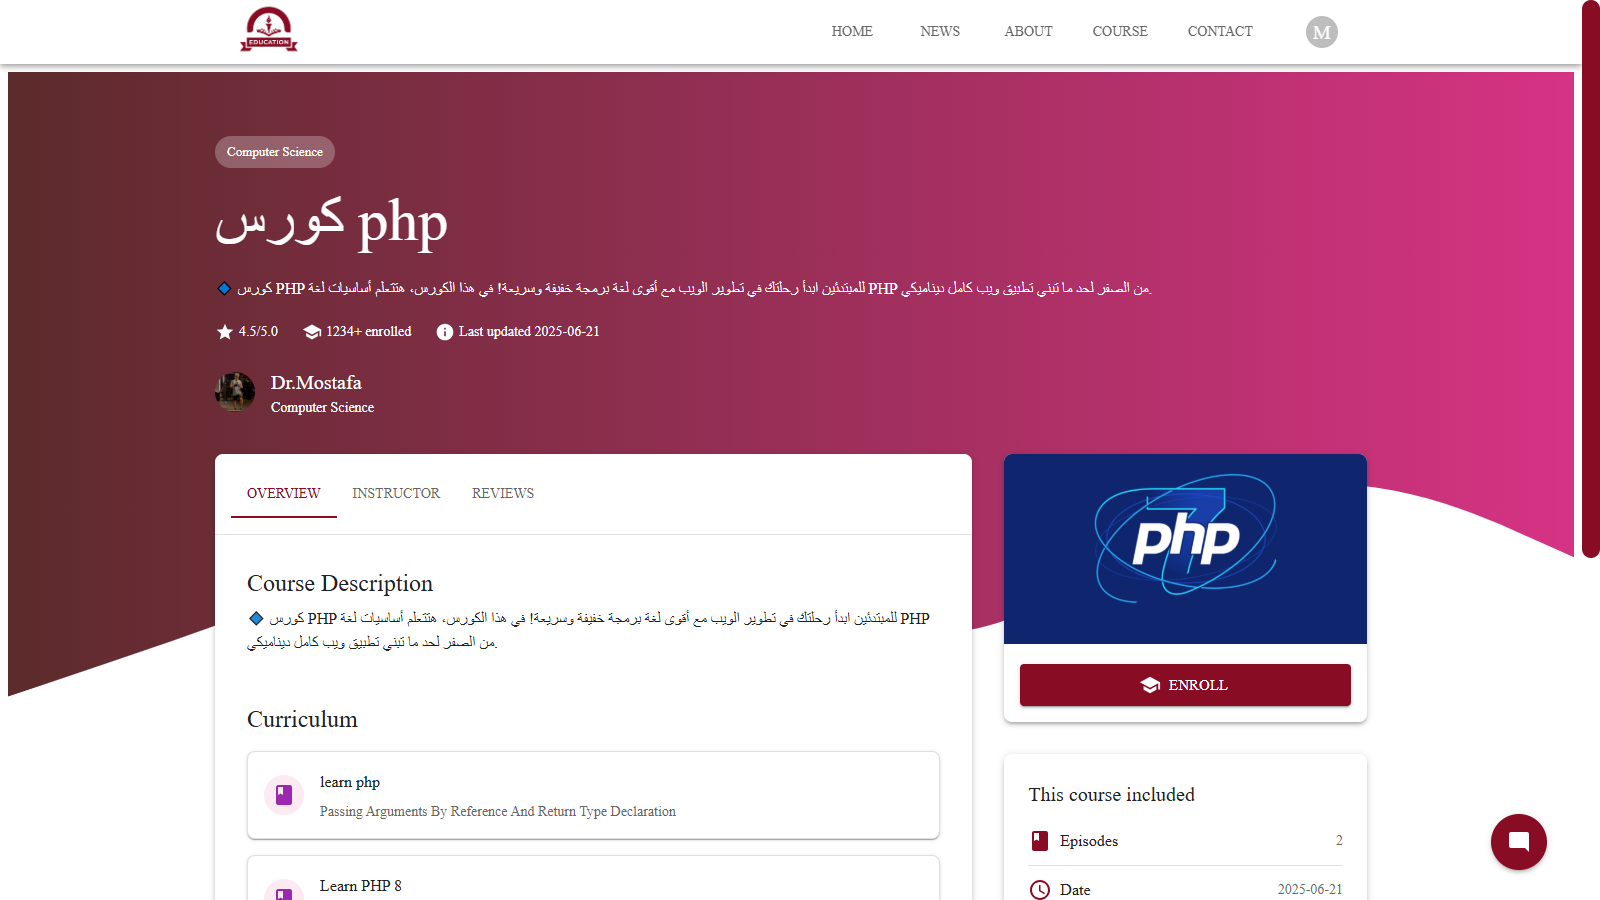 EDUCATION
HOME
NEWS
ABOUT
COURSE
CONTACT
M
Computer Science
كورس php
🔷 كورس PHP للمبتدئين ابدأ رحلتك في تطوير الويب مع أقوى لغة برمجة خفيفة وسريعة! في هذا الكورس، هتتعلم أساسيات لغة PHP من الصفر لحد ما تبني تطبيق ويب كامل ديناميكي.
4.5/5.0
1234+ enrolled
Last updated 2025-06-21
Dr.Mostafa
Computer Science
OVERVIEW
INSTRUCTOR
REVIEWS
php
7
ENROLL
Course Description
🔷 كورس PHP للمبتدئين ابدأ رحلتك في تطوير الويب مع أقوى لغة برمجة خفيفة وسريعة! في هذا الكورس، هتتعلم أساسيات لغة PHP
من الصفر لحد ما تبني تطبيق ويب كامل ديناميكي.
Curriculum
learn php
Passing Arguments By Reference And Return Type Declaration
Learn PHP 8
This course included
Episodes 2
Date 2025-06-21